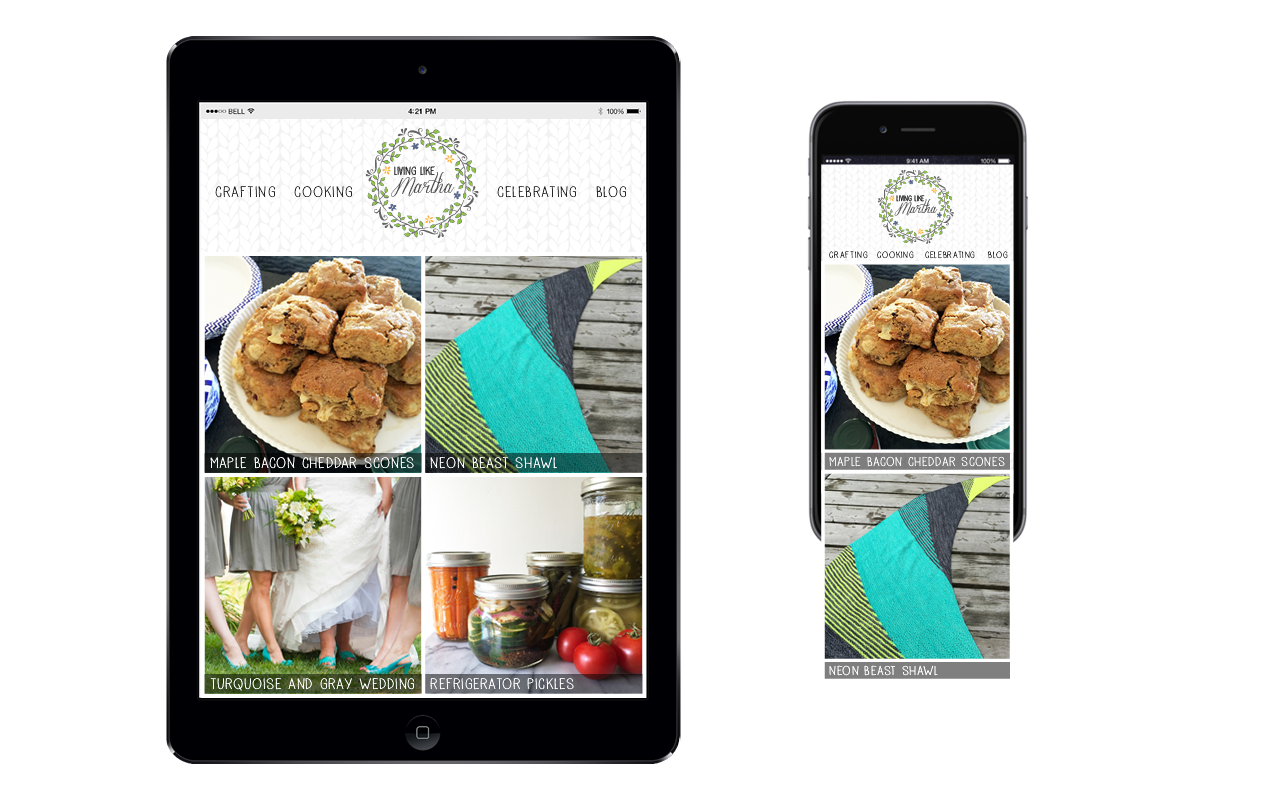 BELL 4:21 PM 100%
CRAFTING COOKING LIVING LIKE Martha CELEBRATING BLOG
MAPLE BACON CHEDDAR SCONES
NEON BEAST SHAWL
TURQUOISE AND GRAY WEDDING
REFRIGERATOR PICKLES
9:41 AM 100%
LIVING LIKE
Martha
CRAFTING COOKING CELEBRATING BLOG
MAPLE BACON CHEDDAR SCONES
NEON BEAST SHAWL